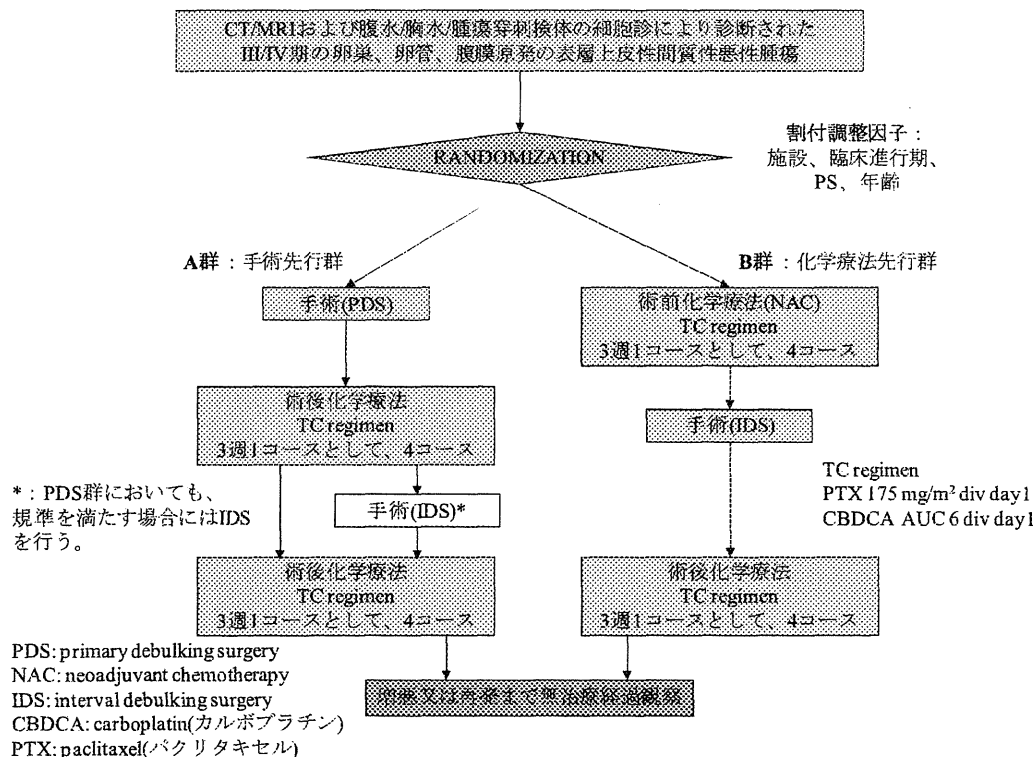 CT/MRIおよび腹水/胸水/腫瘍穿刺検体の細胞診により診断された
III/IV期の卵巣、卵管、腹膜原発の表層上皮性間質性悪性腫瘍
RANDOMIZATION
割付調整因子：
施設、臨床進行期、
PS、年齢
A群：手術先行群
B群：化学療法先行群
手術(PDS)
術前化学療法(NAC)
TC regimen
3週1コースとして、4コース
術後化学療法
TC regimen
3週1コースとして、4コース
手術(IDS)
*：PDS群においても、
規準を満たす場合にはIDS
を行う。
手術(IDS)*
TC regimen
PTX 175 mg/m² div day1
CBDCA AUC 6 div day1
術後化学療法
TC regimen
3週1コースとして、4コース
術後化学療法
TC regimen
3週1コースとして、4コース
増悪又は再発まで無治療経過観察
PDS: primary debulking surgery
NAC: neoadjuvant chemotherapy
IDS: interval debulking surgery
CBDCA: carboplatin(カルボプラチン)
PTX: paclitaxel(パクリタキセル)